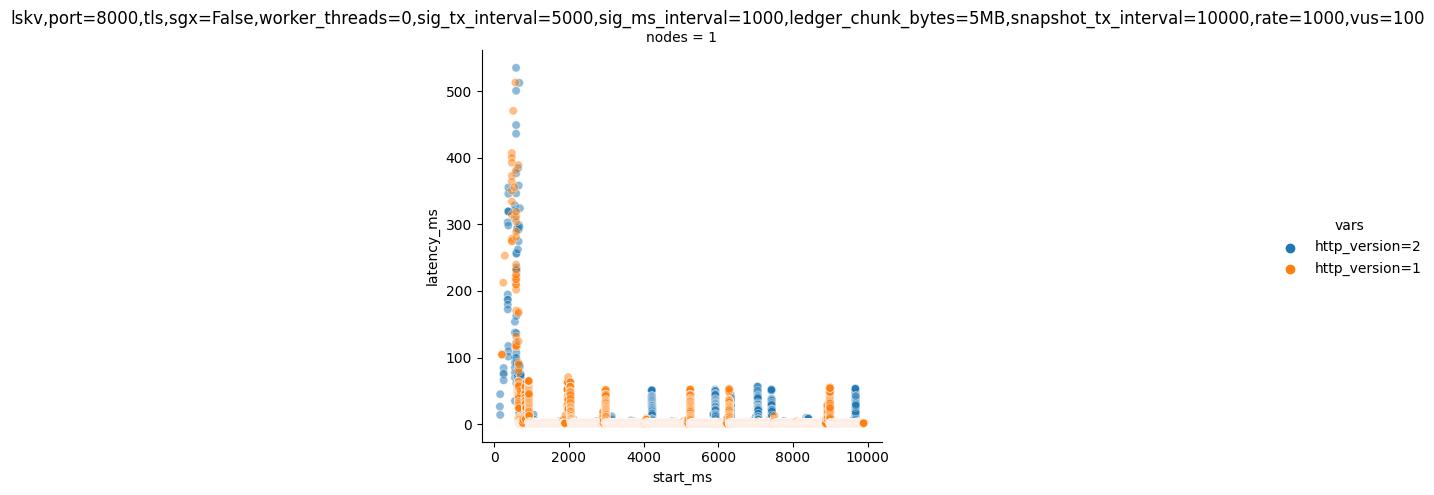 lskv,port=8000,tls,sgx=False,worker_threads=0,sig_tx_interval=5000,sig_ms_interval=1000,ledger_chunk_bytes=5MB,snapshot_tx_interval=10000,rate=1000,vus=100
nodes = 1
500
400
300
200
100
0
latency_ms
0 2000 4000 6000 8000 10000
start_ms
vars
http_version=2
http_version=1